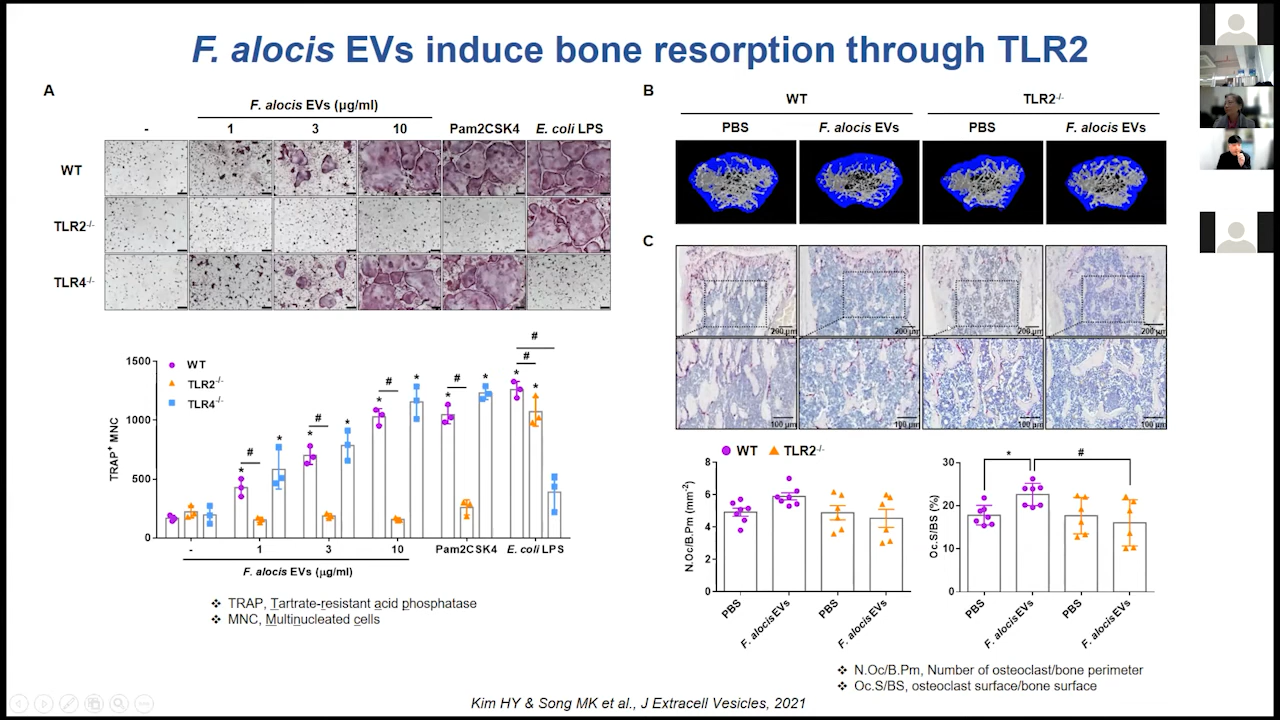 F. alocis EVs induce bone resorption through TLR2
A
F. alocis EVs (μg/ml)
- 1 3 10 Pam2CSK4 E. coli LPS
WT
TLR2-/-
TLR4-/-
1500
1000
500
0
TRAP+ MNC
WT
TLR2-/-
TLR4-/-
* # *
* # *
* # *
* # *
* # * #
- 1 3 10 Pam2CSK4 E. coli LPS
F. alocis EVs (μg/ml)
❖ TRAP, Tartrate-resistant acid phosphatase
❖ MNC, Multinucleated cells
B
WT TLR2-/-
PBS F. alocis EVs PBS F. alocis EVs
C
200 μm 200 μm 200 μm 200 μm
100 μm 100 μm 100 μm 100 μm
WT TLR2-/-
8
6
4
2
0
N.Oc/B.Pm (mm-2)
PBS F. alocis EVs PBS F. alocis EVs
30
20
10
0
Oc.S/BS (%)
* #
PBS F. alocis EVs PBS F. alocis EVs
❖ N.Oc/B.Pm, Number of osteoclast/bone perimeter
❖ Oc.S/BS, osteoclast surface/bone surface
Kim HY & Song MK et al., J Extracell Vesicles, 2021